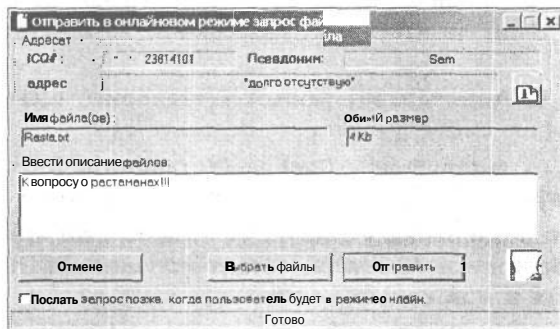 Отправить в онлайновом режиме запрос файла
Адресат
ICQ#: 23614101 Псевдоним: Sam
адрес "долго отсутствую"
Имя файла(ов): Обший размер
Rasta.txt 4 Kb
Ввести описание файлов.
К вопросу о растаманах!!!
Отмене Выбрать файлы Отправить
Послать запрос позже. когда пользователь будет в режиме онлайн.
Готово